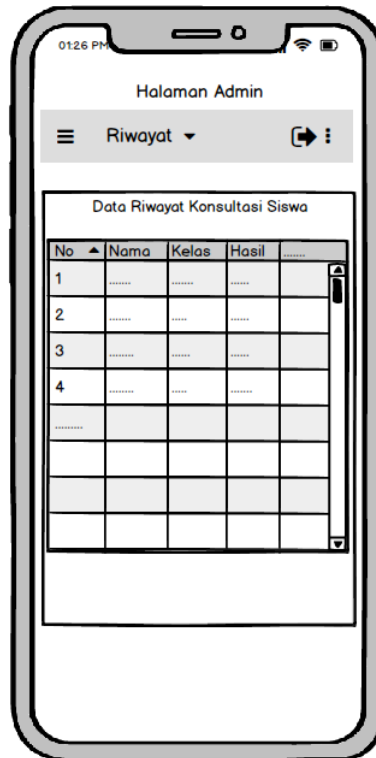 01:26 PM
Halaman Admin
Riwayat
Data Riwayat Konsultasi Siswa
No Nama Kelas Hasil .......
1 ....... ....... ......
2 ........ ...... ......
3 ......... ...... ......
4 ......... ..... .......
.........